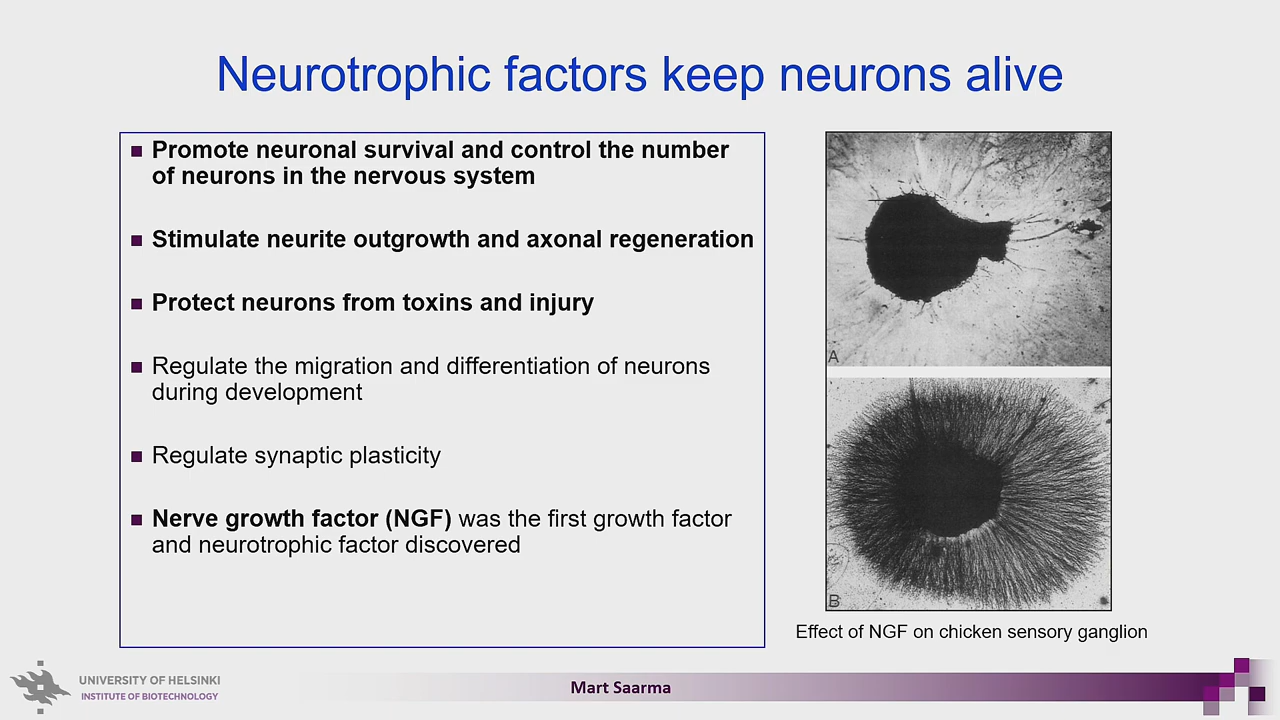 Neurotrophic factors keep neurons alive
Promote neuronal survival and control the number
of neurons in the nervous system
Stimulate neurite outgrowth and axonal regeneration
Protect neurons from toxins and injury
Regulate the migration and differentiation of neurons
during development
Regulate synaptic plasticity
Nerve growth factor (NGF) was the first growth factor
and neurotrophic factor discovered
A
B
Effect of NGF on chicken sensory ganglion
UNIVERSITY OF HELSINKI
INSTITUTE OF BIOTECHNOLOGY
Mart Saarma